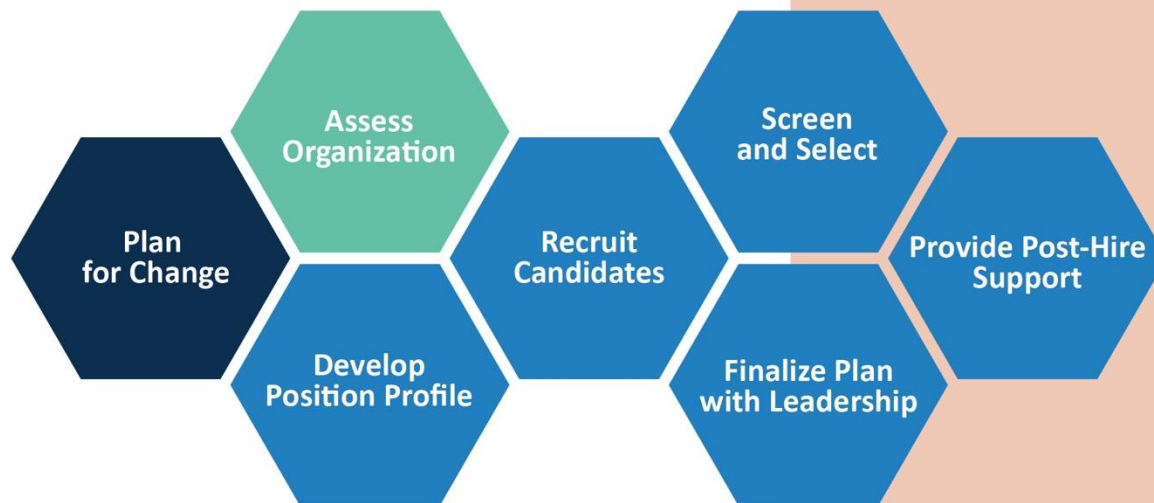 Plan
for Change
Assess
Organization
Develop
Position Profile
Recruit
Candidates
Screen
and Select
Finalize Plan
with Leadership
Provide Post-Hire
Support